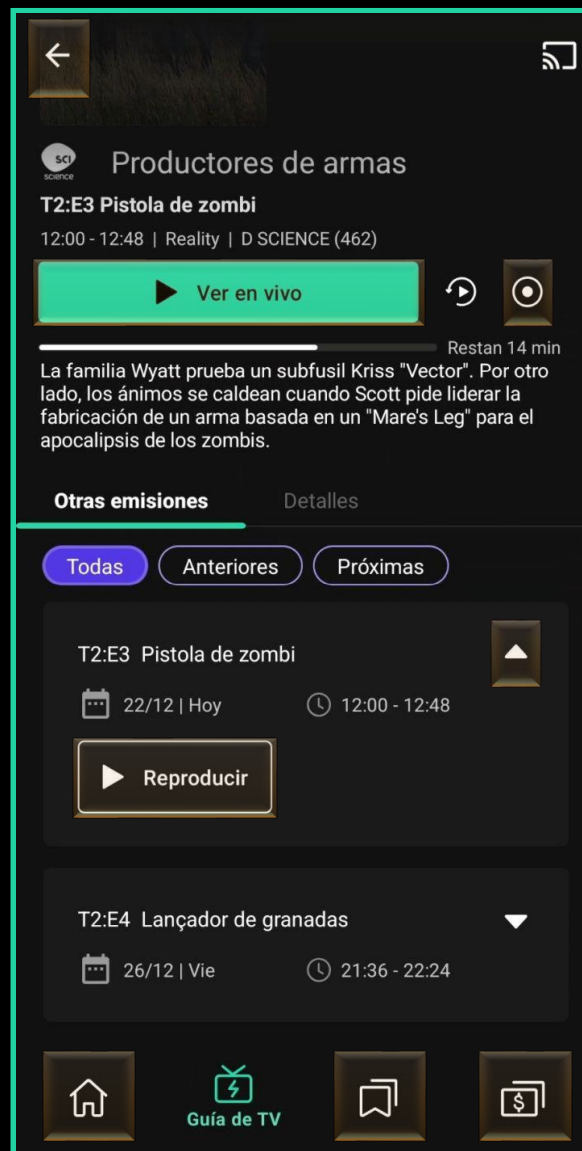 SCI
science
Productores de armas
T2:E3 Pistola de zombi
12:00 - 12:48 | Reality | D SCIENCE (462)
Ver en vivo
Restan 14 min
La familia Wyatt prueba un subfusil Kriss "Vector". Por otro
lado, los ánimos se caldean cuando Scott pide liderar la
fabricación de un arma basada en un "Mare's Leg" para el
apocalipsis de los zombis.
Otras emisiones
Detalles
Todas
Anteriores
Próximas
T2:E3 Pistola de zombi
22/12 | Hoy
12:00 - 12:48
Reproducir
T2:E4 Lançador de granadas
26/12 | Vie
21:36 - 22:24
Guía de TV